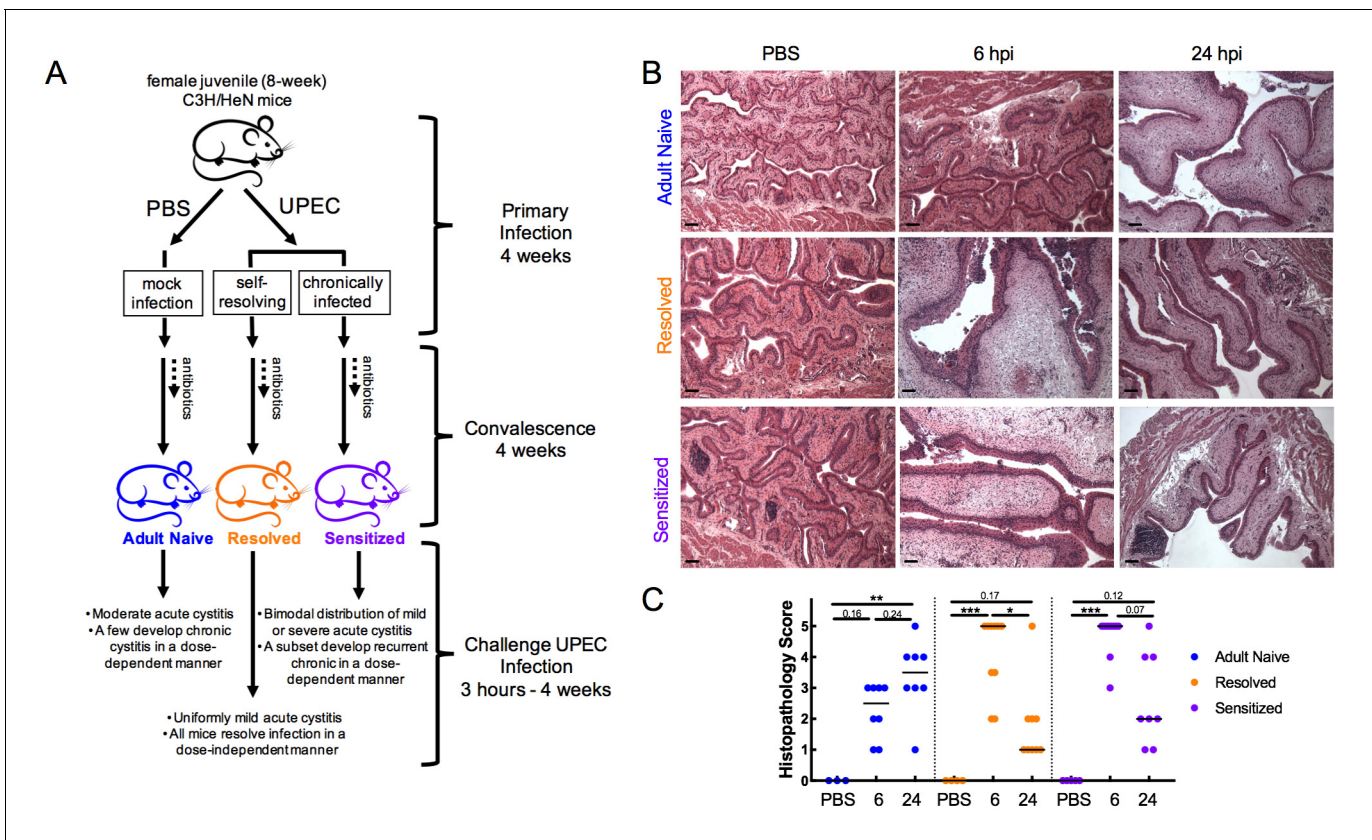 A
female juvenile (8-week)
C3H/HeN mice
PBS
UPEC
mock
infection
self-
resolving
chronically
infected
Primary
Infection
4 weeks
antibiotics
antibiotics
antibiotics
Convalescence
4 weeks
Adult Naive
Resolved
Sensitized
• Moderate acute cystitis
• A few develop chronic
cystitis in a dose-
dependent manner
• Bimodal distribution of mild
or severe acute cystitis
• A subset develop recurrent
chronic in a dose-
dependent manner
• Uniformly mild acute cystitis
• All mice resolve infection in a
dose-independent manner
Challenge UPEC
Infection
3 hours - 4 weeks
B
PBS
6 hpi
24 hpi
Adult Naive
Resolved
Sensitized
C
Histopathology Score
5
4
3
2
1
0
**
0.16
0.24
0.17
***
*
0.12
***
0.07
PBS
6
24
PBS
6
24
PBS
6
24
Adult Naive
Resolved
Sensitized